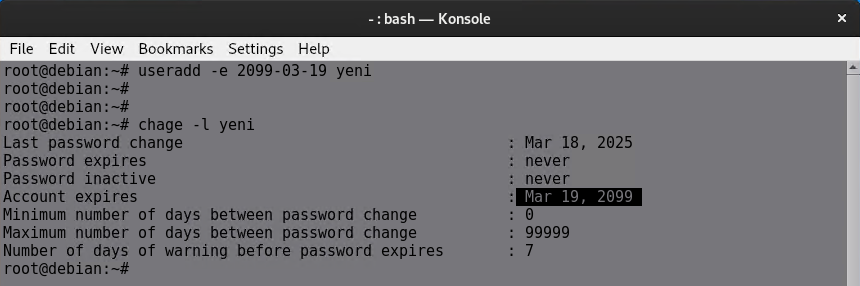 - : bash — Konsole
File Edit View Bookmarks Settings Help
root@debian:~# useradd -e 2099-03-19 yeni
root@debian:~#
root@debian:~#
root@debian:~# chage -l yeni
Last password change : Mar 18, 2025
Password expires : never
Password inactive : never
Account expires : Mar 19, 2099
Minimum number of days between password change : 0
Maximum number of days between password change : 99999
Number of days of warning before password expires : 7
root@debian:~#